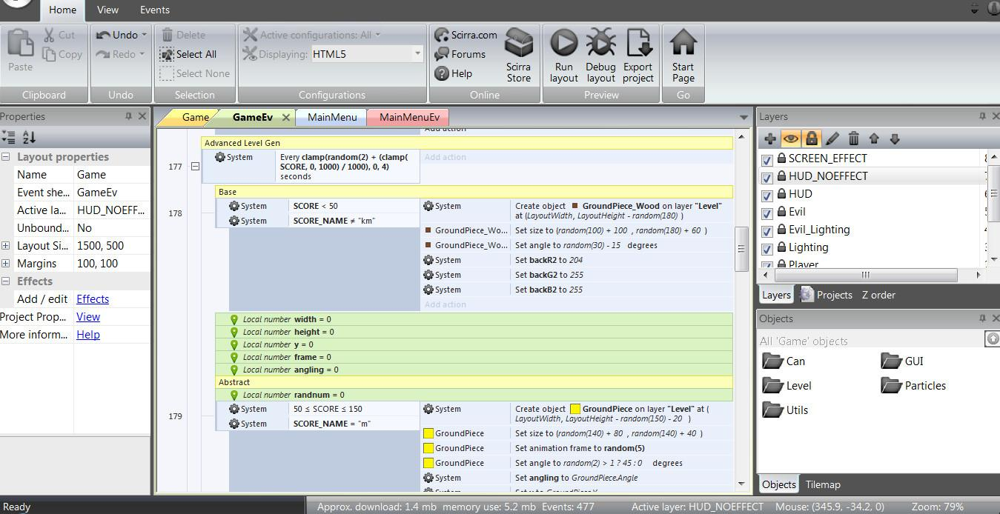 Home View Events
Paste
Cut
Copy
Clipboard
Undo
Redo
Undo
Delete
Select All
Select None
Selection
Active configurations: All
Displaying: HTML5
Configurations
Scirra.com
Forums
Help
Scirra
Store
Online
Run
layout
Debug
layout
Export
project
Preview
Start
Page
Go
Properties
Layout properties
Name Game
Event she... GameEv
Active la... HUD_NOEFF...
Unbound... No
Layout Si... 1500, 500
Margins 100, 100
Effects
Add / edit Effects
Project Prop... View
More inform... Help
Game GameEv MainMenu MainMenuEv
Add action
Advanced Level Gen
177
System
Every clamp(random(2) + (clamp(
SCORE, 0, 1000) / 1000), 0, 4)
seconds
Add action
Base
178
System SCORE < 50
System SCORE_NAME ≠ "km"
System Create object GroundPiece_Wood on layer "Level"
at (LayoutWidth, LayoutHeight - random(180) )
GroundPiece_Wo... Set size to (random(100) + 100 , random(180) + 60 )
GroundPiece_Wo... Set angle to random(30) - 15 degrees
System Set backR2 to 204
System Set backG2 to 255
System Set backB2 to 255
Add action
Local number width = 0
Local number height = 0
Local number y = 0
Local number frame = 0
Local number angling = 0
Abstract
Local number randnum = 0
179
System 50 ≤ SCORE ≤ 150
System SCORE_NAME = "m"
System Create object GroundPiece on layer "Level" at (
LayoutWidth, LayoutHeight - random(150) - 20 )
GroundPiece Set size to (random(140) + 80 , random(140) + 40 )
GroundPiece Set animation frame to random(5)
GroundPiece Set angle to random(2) > 1 ? 45 : 0 degrees
System Set angling to GroundPiece.Angle
System Set y to GroundPiece.Y
Layers
SCREEN_EFFECT 8
HUD_NOEFFECT 7
HUD 6
Evil
Evil_Lighting
Lighting
Player
Layers Projects Z order
Objects
All 'Game' objects
Can GUI
Level Particles
Utils
Objects Tilemap
Ready
Approx. download: 1.4 mb memory use: 5.2 mb Events: 477 Active layer: HUD_NOEFFECT Mouse: (345.9, -34.2, 0) Zoom: 79%